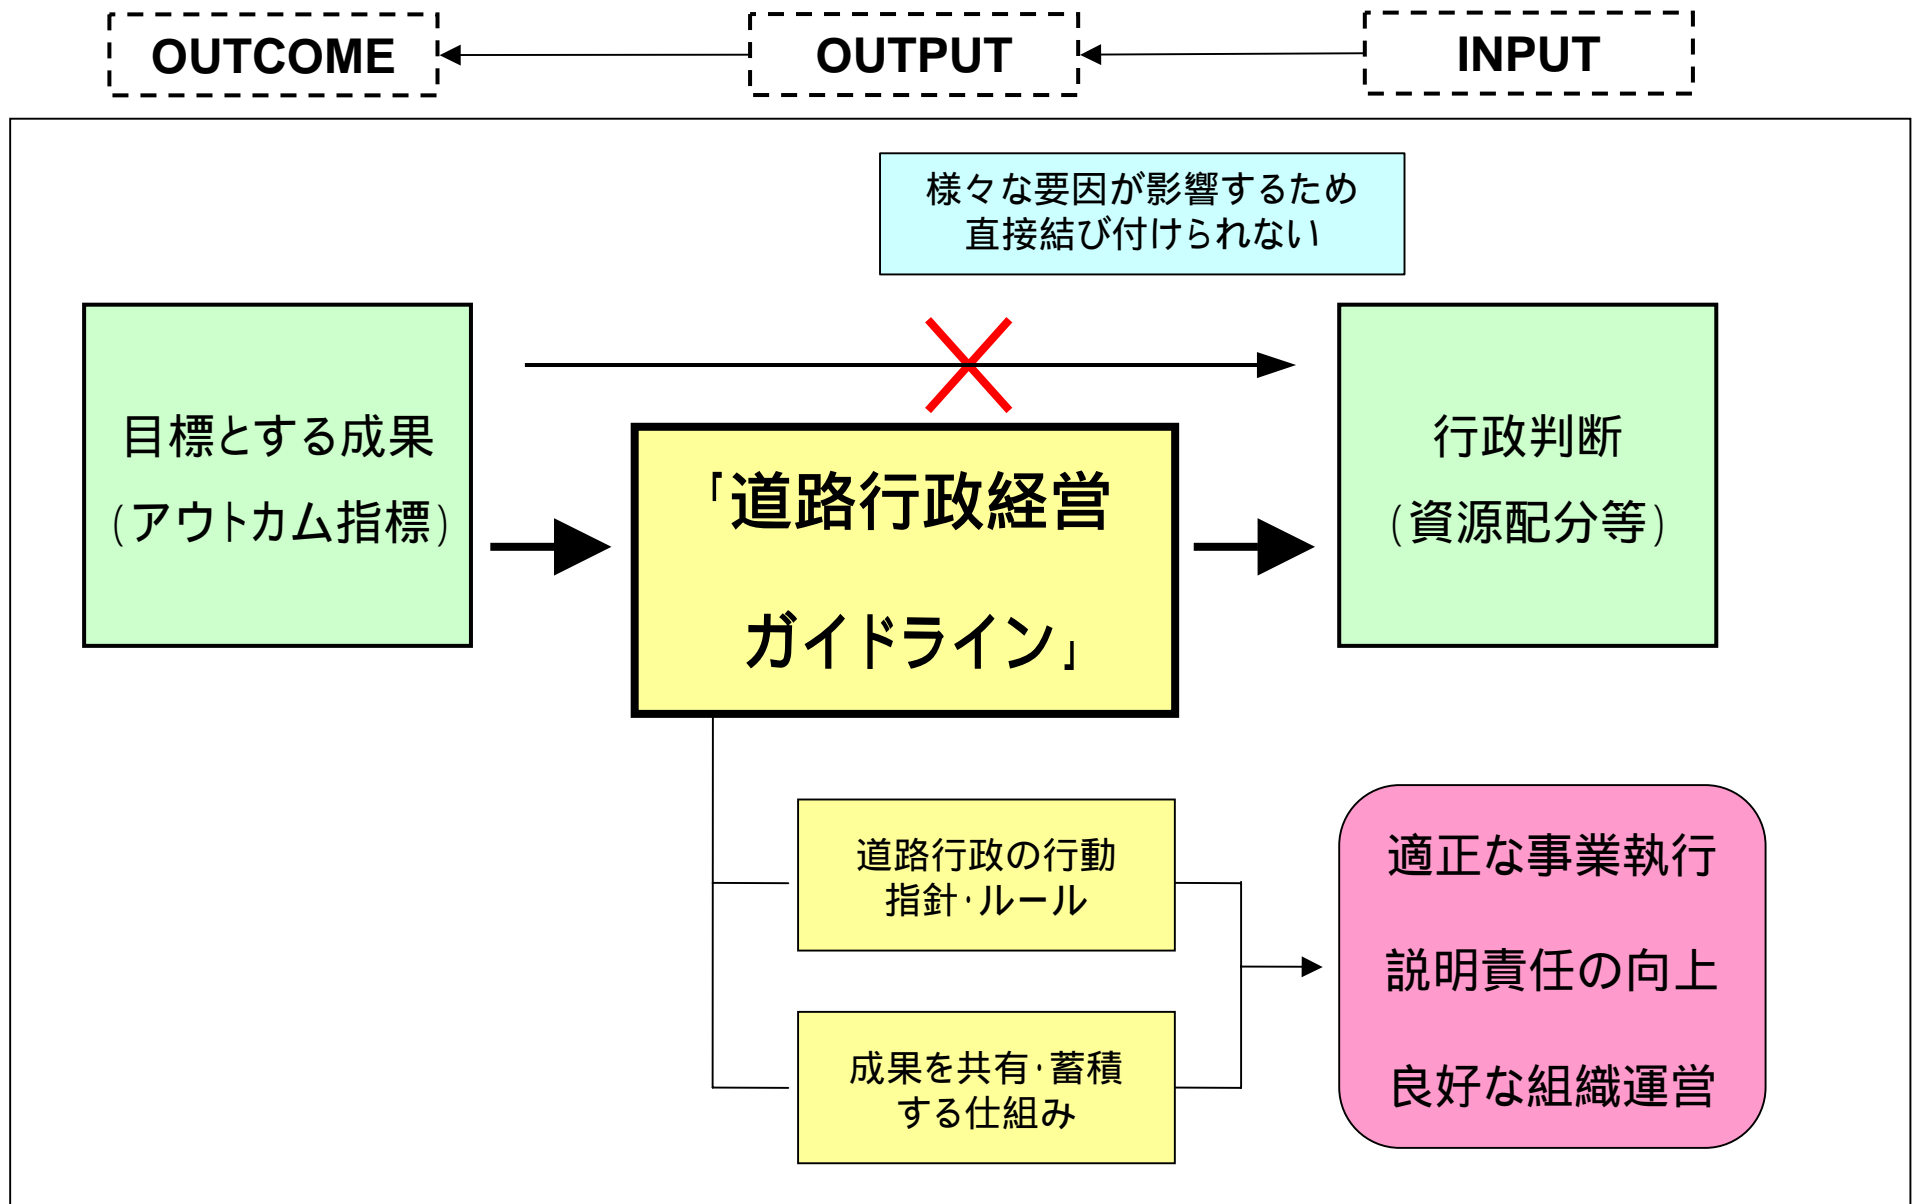 OUTCOME
OUTPUT
INPUT
様々な要因が影響するため
直接結び付けられない
目標とする成果
(アウトカム指標)
「道路行政経営
ガイドライン」
行政判断
(資源配分等)
道路行政の行動
指針・ルール
成果を共有・蓄積
する仕組み
適正な事業執行
説明責任の向上
良好な組織運営